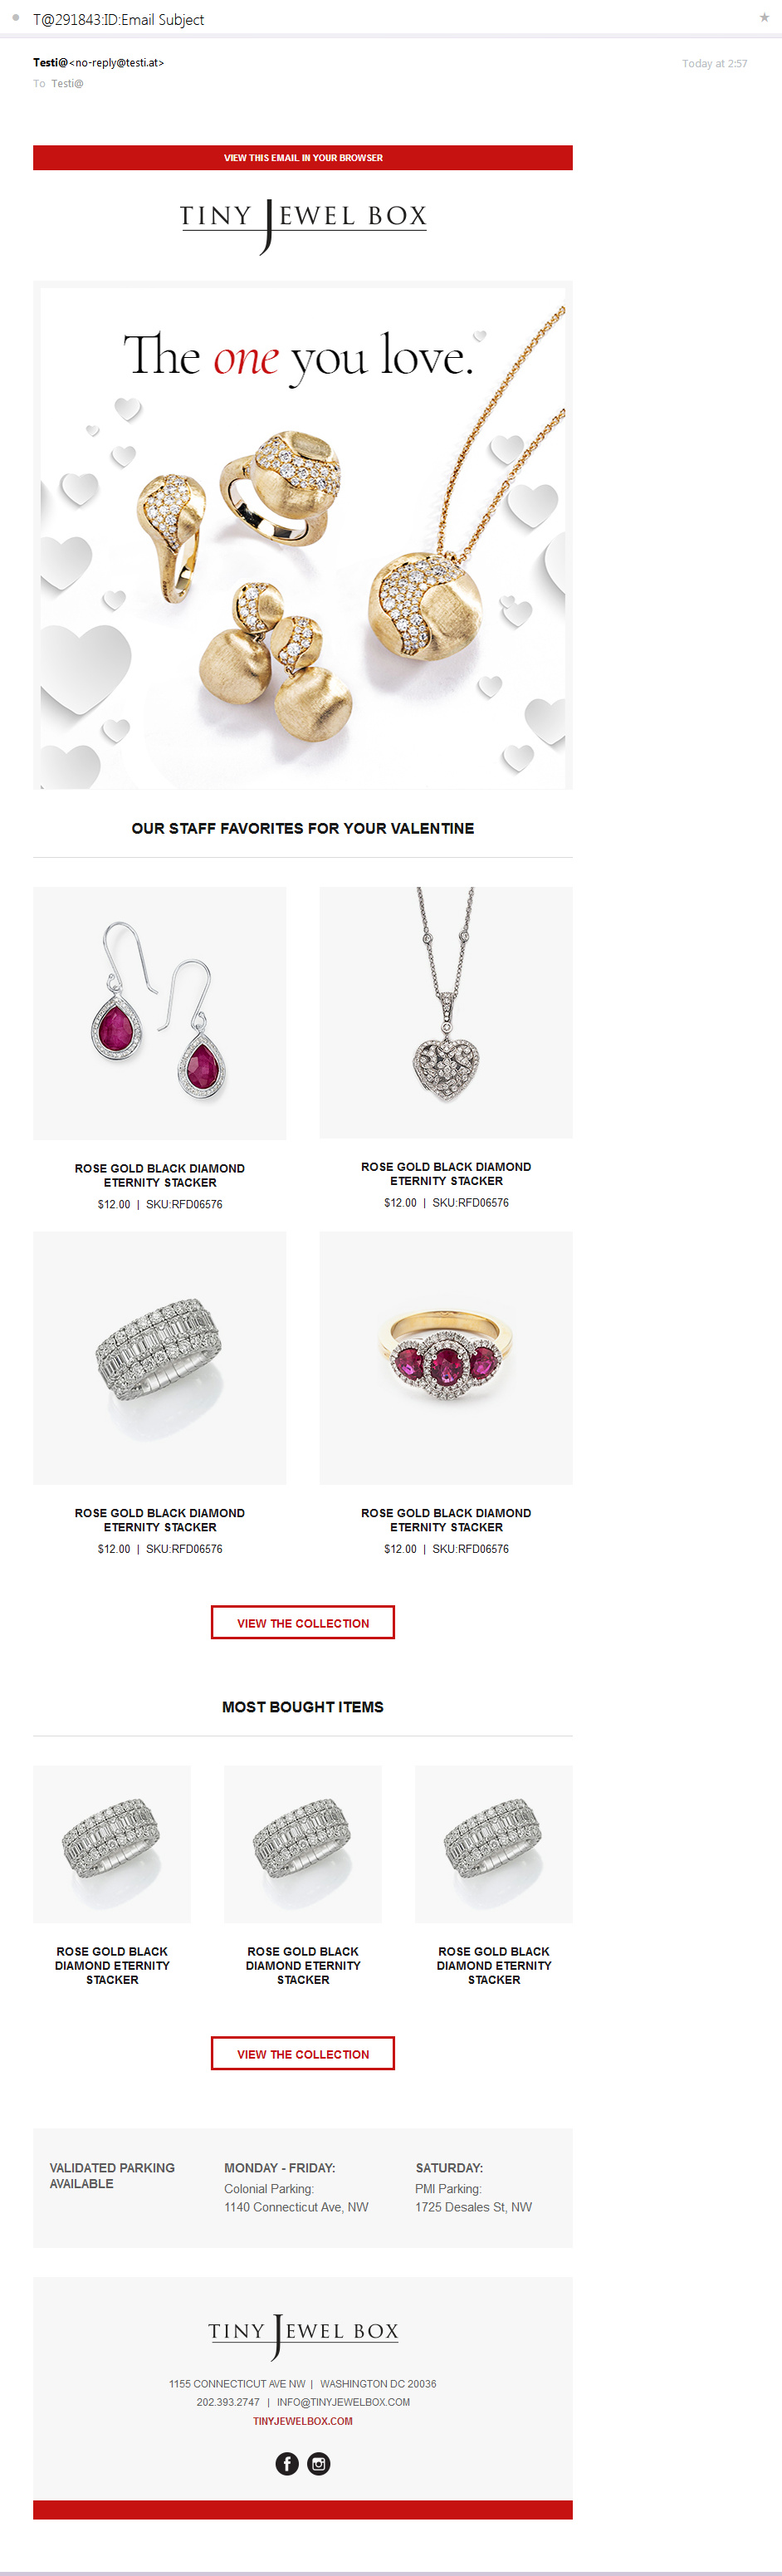 T@291843:ID:Email Subject
Testi@<no-reply@testi.at>
Today at 2:57
To Testi@
VIEW THIS EMAIL IN YOUR BROWSER
TINY JEWEL BOX
The one you love.
OUR STAFF FAVORITES FOR YOUR VALENTINE
ROSE GOLD BLACK DIAMOND
ETERNITY STACKER
$12.00 | SKU:RFD06576
ROSE GOLD BLACK DIAMOND
ETERNITY STACKER
$12.00 | SKU:RFD06576
ROSE GOLD BLACK DIAMOND
ETERNITY STACKER
$12.00 | SKU:RFD06576
ROSE GOLD BLACK DIAMOND
ETERNITY STACKER
$12.00 | SKU:RFD06576
VIEW THE COLLECTION
MOST BOUGHT ITEMS
ROSE GOLD BLACK
DIAMOND ETERNITY
STACKER
ROSE GOLD BLACK
DIAMOND ETERNITY
STACKER
ROSE GOLD BLACK
DIAMOND ETERNITY
STACKER
VIEW THE COLLECTION
VALIDATED PARKING
AVAILABLE
MONDAY - FRIDAY:
Colonial Parking:
1140 Connecticut Ave, NW
SATURDAY:
PMI Parking:
1725 Desales St, NW
TINY JEWEL BOX
1155 CONNECTICUT AVE NW | WASHINGTON DC 20036
202.393.2747 | INFO@TINYJEWELBOX.COM
TINYJEWELBOX.COM